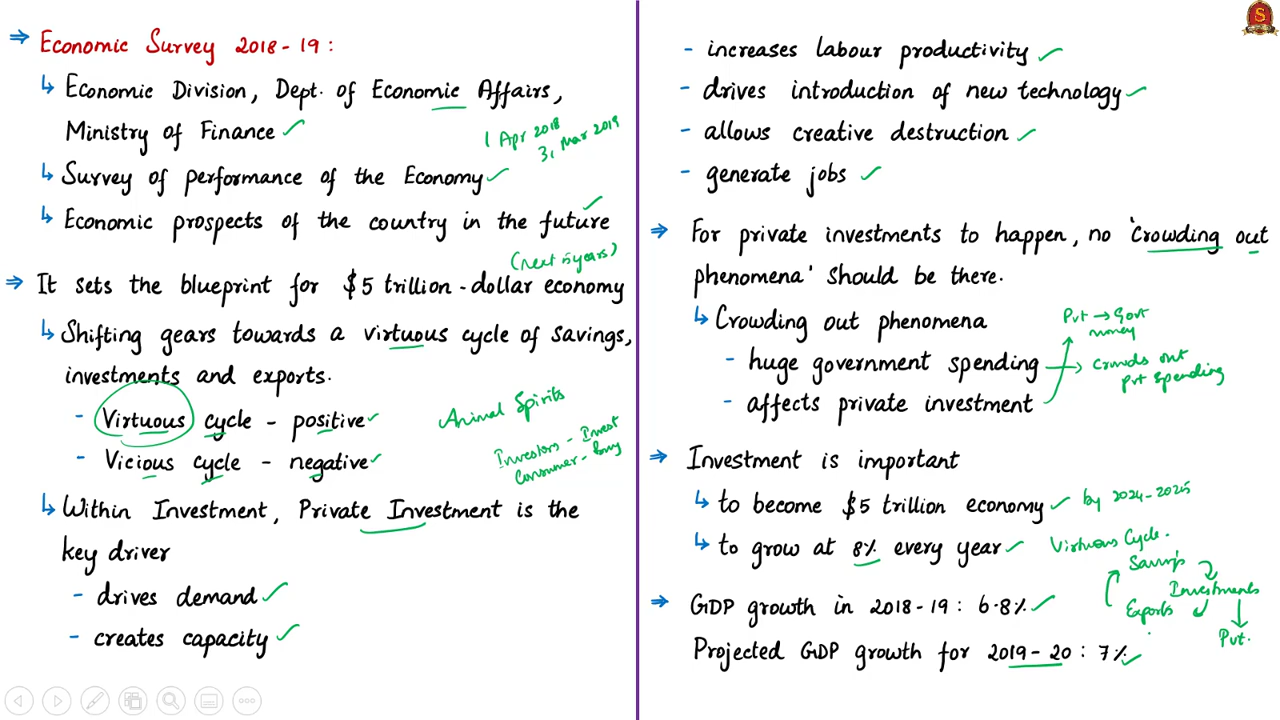 ⇒ Economic Survey 2018-19:
↳ Economic Division, Dept. of Economic Affairs,
Ministry of Finance ✓
1 Apr 2018
31 Mar 2019
↳ Survey of performance of the Economy ✓
↳ Economic prospects of the country in the future ✓
(next 5 years)
⇒ It sets the blueprint for $5 trillion-dollar economy
↳ Shifting gears towards a virtuous cycle of savings,
investments and exports.
- Virtuous cycle - positive ✓
- Vicious cycle - negative ✓
Animal Spirits
Investors - Invest
Consumer - Buy
↳ Within Investment, Private Investment is the
key driver
- drives demand ✓
- creates capacity ✓
- increases labour productivity ✓
- drives introduction of new technology ✓
- allows creative destruction ✓
- generate jobs ✓
⇒ For private investments to happen, no 'crowding out
phenomena' should be there.
↳ Crowding out phenomena
- huge government spending
- affects private investment
Pvt → Govt
money
→ crowds out
pvt spending
⇒ Investment is important
↳ to become $5 trillion economy ✓ by 2024-2025
↳ to grow at 8% every year ✓
Virtuous Cycle.
Savings
Investments
Exports
Pvt.
⇒ GDP growth in 2018-19: 6.8% ✓
Projected GDP growth for 2019-20: 7% ✓
S